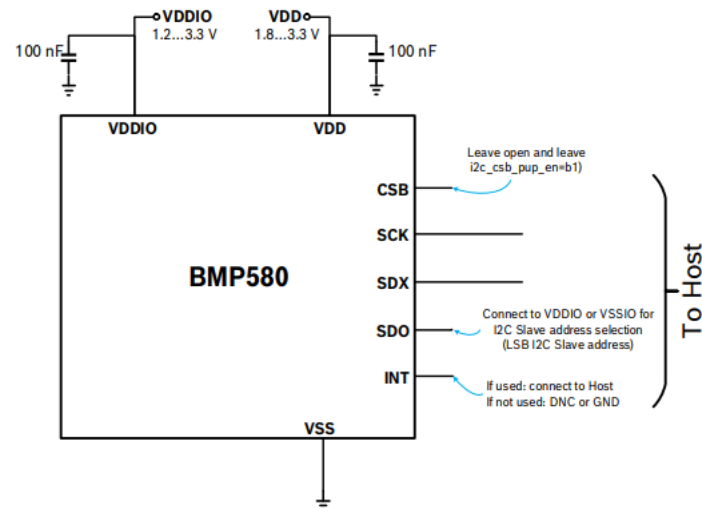 VDDIO
1.2...3.3 V
VDD
1.8...3.3 V
100 nF
100 nF
VDDIO
VDD
Leave open and leave
i2c_csb_pup_en=b1)
CSB
SCK
BMP580
SDX
Connect to VDDIO or VSSIO for
I2C Slave address selection
(LSB I2C Slave address)
SDO
INT
If used: connect to Host
If not used: DNC or GND
VSS
To Host